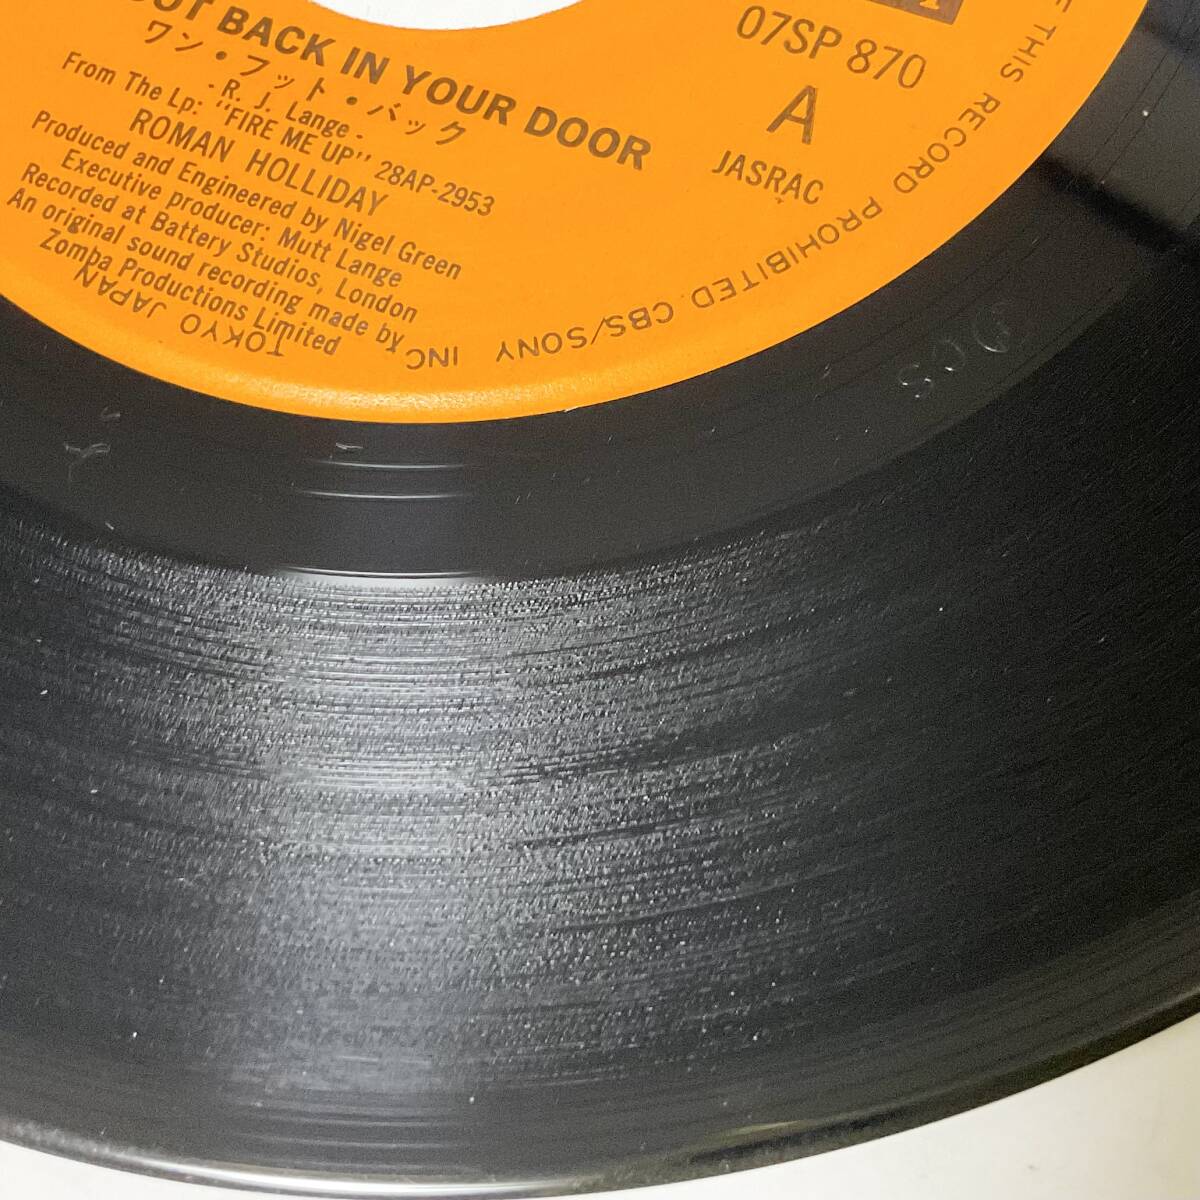 OOT BACK IN YOUR DOOR
ワン・フット・バック
- R. J. Lange -
From The Lp: "FIRE ME UP" 28AP-2953
ROMAN HOLLIDAY
Produced and Engineered by Nigel Green
Executive producer: Mutt Lange
Recorded at Battery Studios, London
An original sound recording made by
Zomba Productions Limited
07SP 870
A
JASRAC
F THIS RECORD PROHIBITED. CBS/SONY INC TOKYO JAPAN